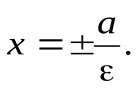 x = ±a/ε.